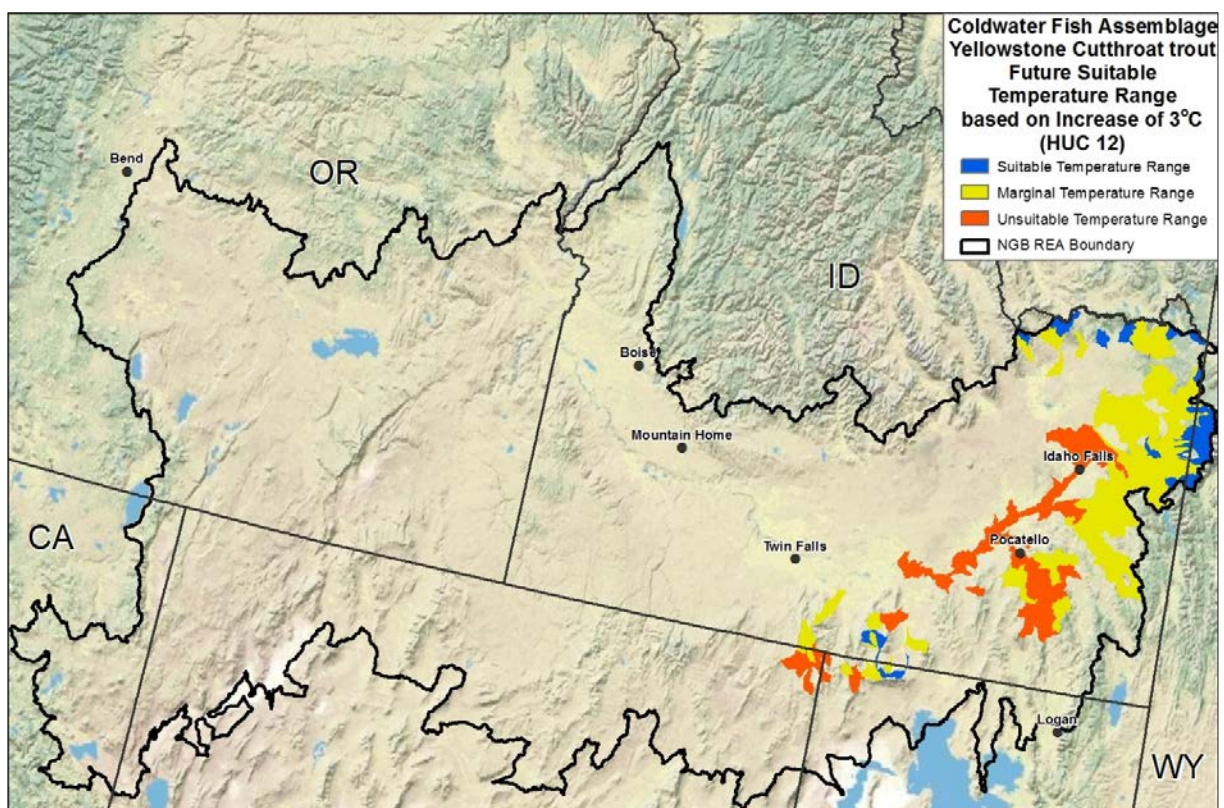 Coldwater Fish Assemblage
Yellowstone Cutthroat trout
Future Suitable
Temperature Range
based on Increase of 3°C
(HUC 12)
Suitable Temperature Range
Marginal Temperature Range
Unsuitable Temperature Range
NGB REA Boundary
Bend
OR
ID
Boise
Mountain Home
Idaho Falls
CA
Twin Falls
Pocatello
Logan
WY